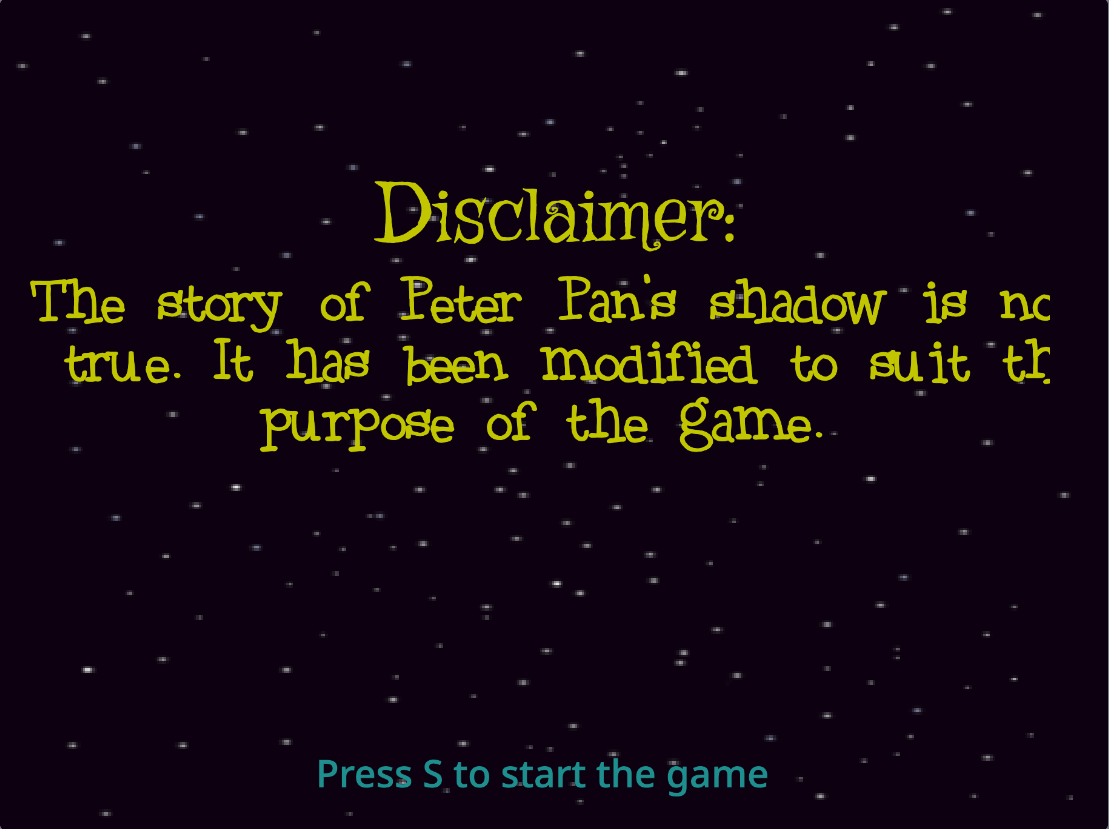 Disclaimer:
The story of Peter Pan's shadow is
true. It has been modified to suit
purpose of the game.
Press S to start the game